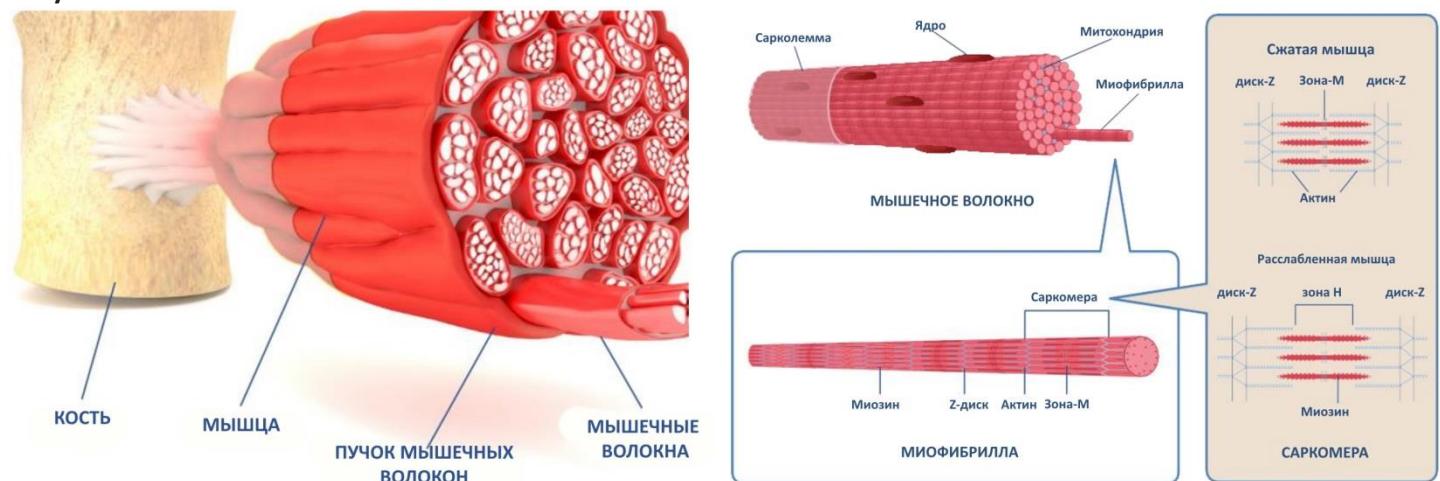 КОСТЬ
МЫШЦА
ПУЧОК МЫШЕЧНЫХ
ВОЛОКОН
МЫШЕЧНЫЕ
ВОЛОКНА
Сарколемма
Ядро
Митохондрия
Миофибрилла
МЫШЕЧНОЕ ВОЛОКНО
Саркомера
Миозин
Z-диск
Актин
Зона-М
МИОФИБРИЛЛА
Сжатая мышца
диск-Z
Зона-М
диск-Z
Актин
Расслабленная мышца
диск-Z
зона Н
диск-Z
Миозин
САРКОМЕРА